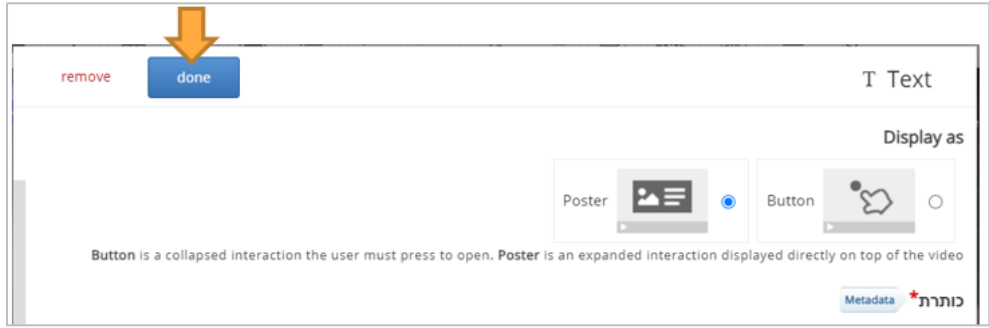 remove done T Text
Display as
Poster Button
Button is a collapsed interaction the user must press to open. Poster is an expanded interaction displayed directly on top of the video
כותרת* Metadata